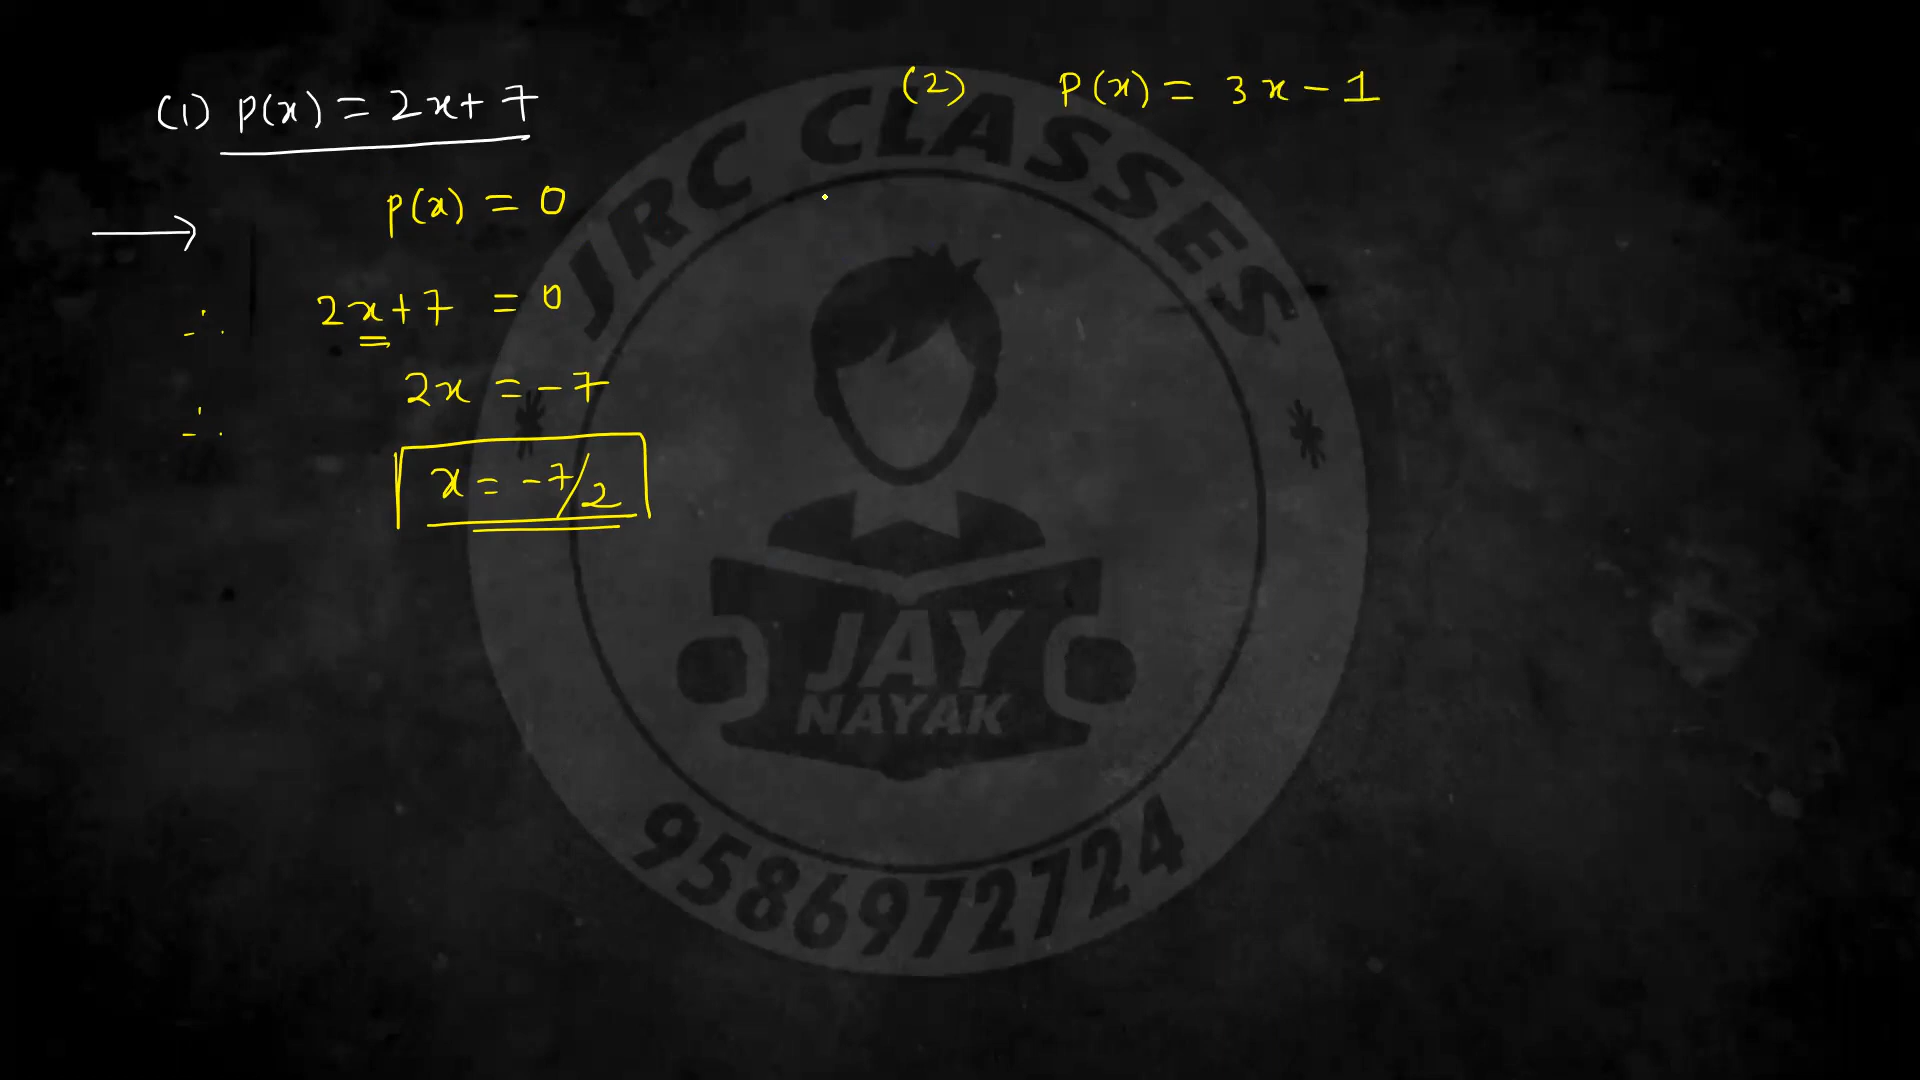 (1) p(x) = 2x + 7
p(x) = 0
∴ 2x + 7 = 0
∴ 2x = -7
x = -7/2
(2) P(x) = 3x - 1
JRC CLASSES
JAY
NAYAK
9586972724